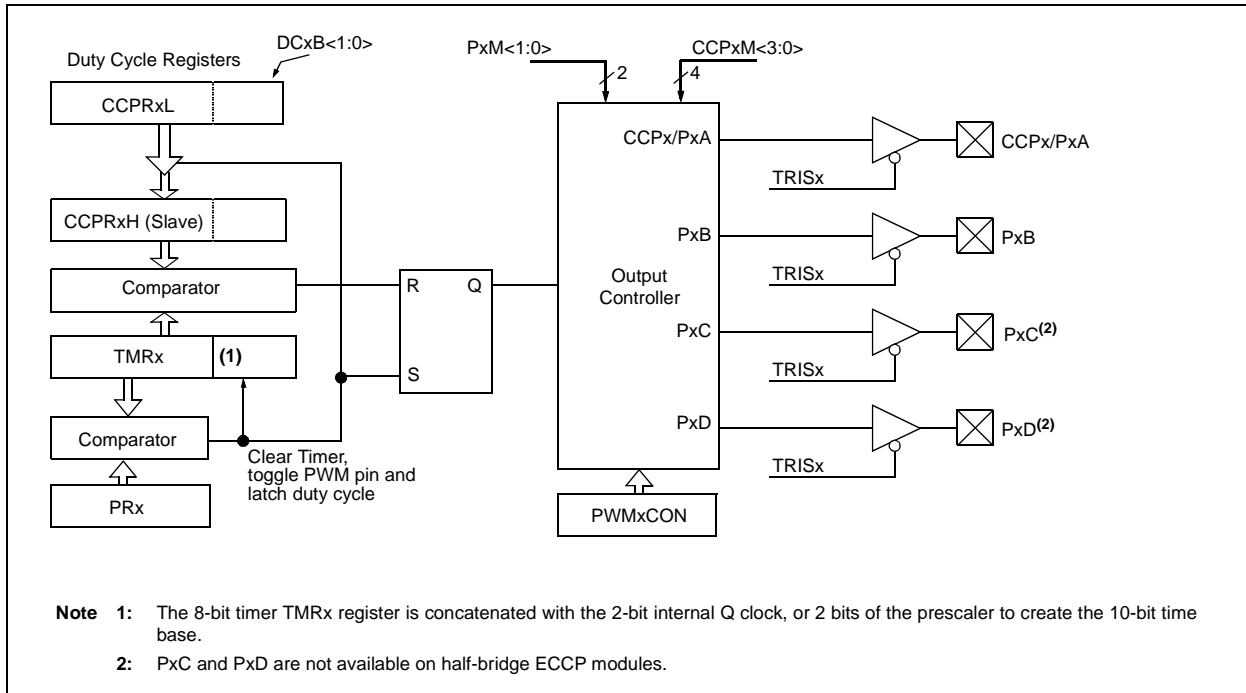 Duty Cycle Registers
DCxB<1:0>
PxM<1:0>
CCPxM<3:0>
2
4
CCPRxL
CCPRxH (Slave)
Comparator
TMRx
(1)
Comparator
PRx
Clear Timer,
toggle PWM pin and
latch duty cycle
R
Q
S
Output
Controller
CCPx/PxA
PxB
PxC
PxD
PWMxCON
TRISx
CCPx/PxA
TRISx
PxB
TRISx
PxC(2)
TRISx
PxD(2)
Note 1: The 8-bit timer TMRx register is concatenated with the 2-bit internal Q clock, or 2 bits of the prescaler to create the 10-bit time
base.
2: PxC and PxD are not available on half-bridge ECCP modules.